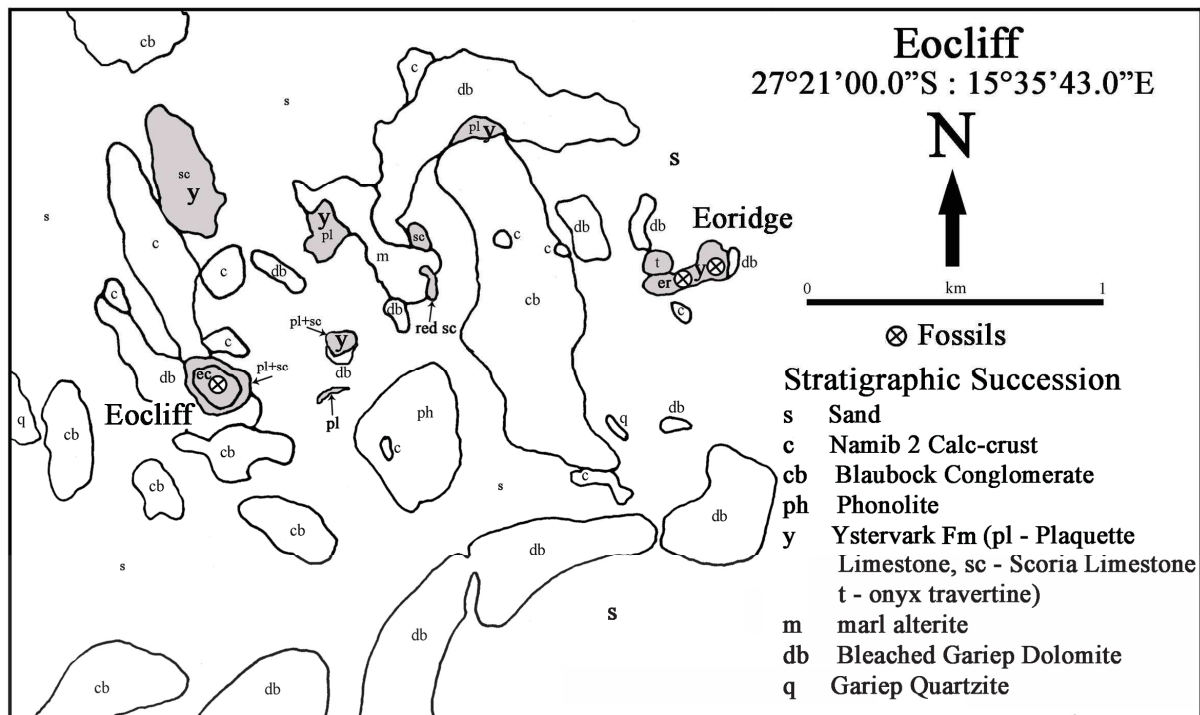 Eocliff
27°21'00.0”S : 15°35'43.0”E
N
0 km 1
Fossils
Stratigraphic Succession
s Sand
c Namib 2 Calc-crust
cb Blaubock Conglomerate
ph Phonolite
y Ystervark Fm (pl - Plaquette
Limestone, sc - Scoria Limestone
t - onyx travertine)
m marl alterite
db Bleached Gariep Dolomite
q Gariep Quartzite
cb
c
db
s
pl y
s
sc
y
s
y
pl
sc
db
db
Eoridge
c
m
c
c
c
db
t
y
db
er
c
db
cb
c
red sc
pl+sc
y
c
db
db
ec
pl+sc
pl
Eocliff
q
cb
cb
ph
c
q
db
cb
s
c
cb
db
db
s
s
db
cb
db